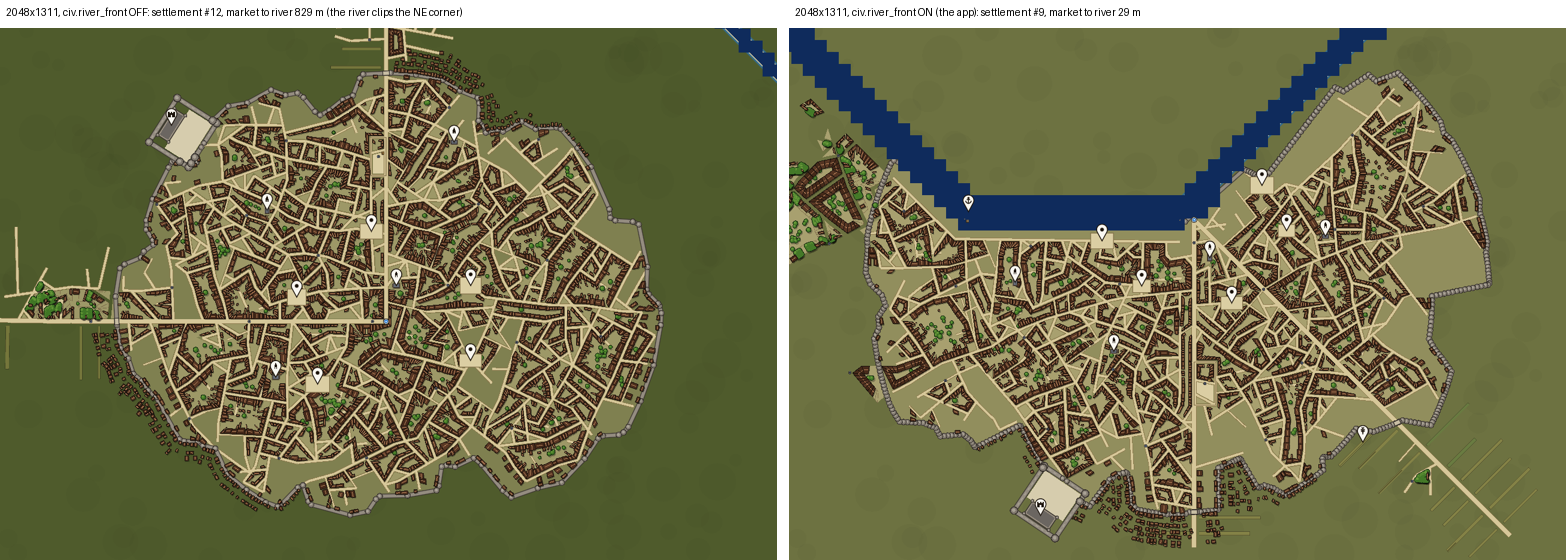 2048x1311, civ.river_front OFF: settlement #12, market to river 829 m (the river clips the NE corner)
2048x1311, civ.river_front ON (the app): settlement #9, market to river 29 m